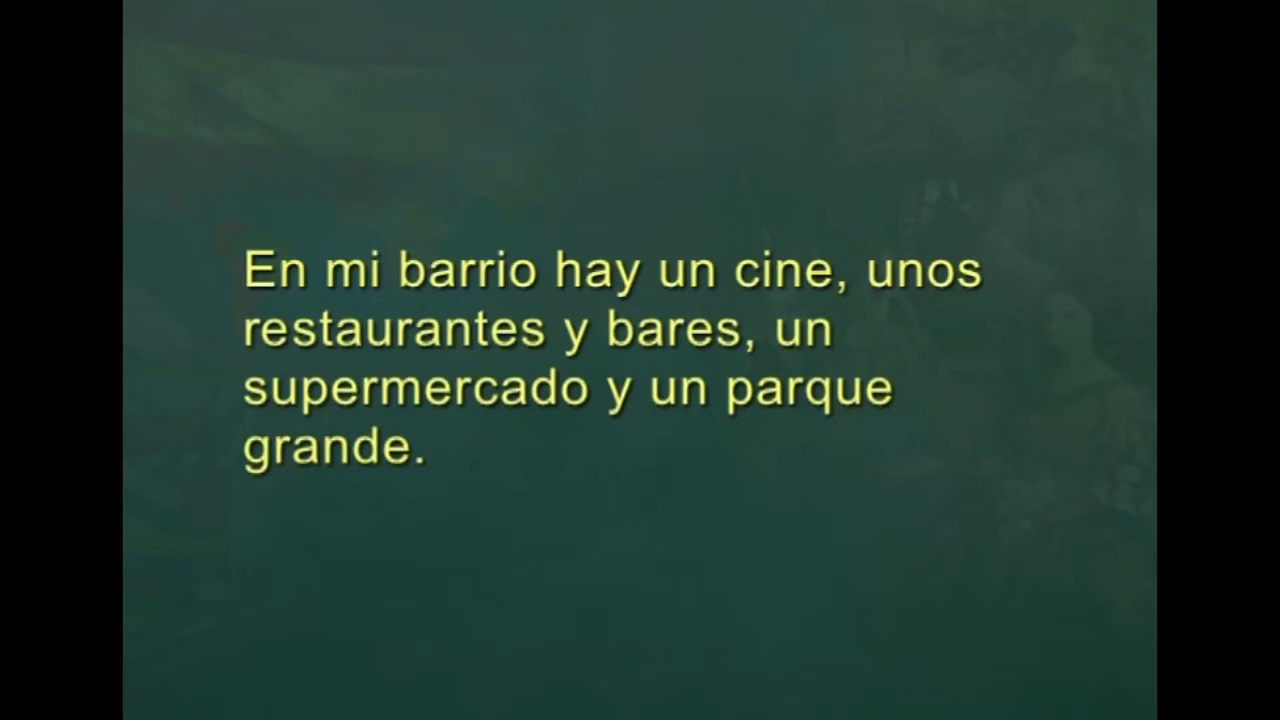 En mi barrio hay un cine, unos
restaurantes y bares, un
supermercado y un parque
grande.